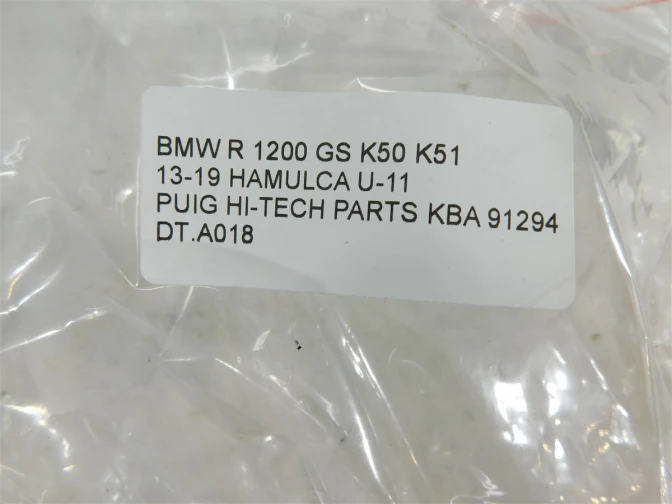 BMW R 1200 GS K50 K51
13-19 HAMULCA U-11
PUIG HI-TECH PARTS KBA 91294
DT.A018